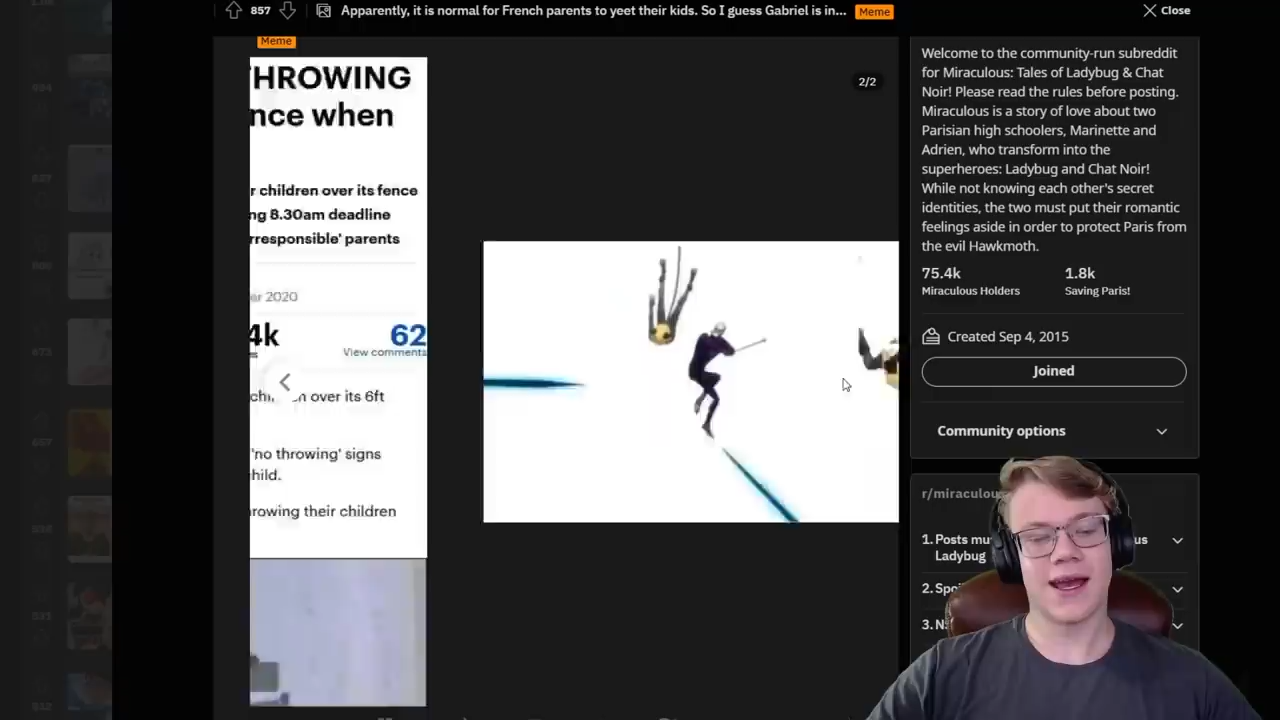 857
Apparently, it is normal for French parents to yeet their kids. So I guess Gabriel is in...
Meme
Close
Meme
THROWING
nce when
r children over its fence
ng 8.30am deadline
rresponsible' parents
er 2020
4k
62
View comments
over its 6ft
'no throwing' signs
child.
rowing their children
2/2
Welcome to the community-run subreddit
for Miraculous: Tales of Ladybug & Chat
Noir! Please read the rules before posting.
Miraculous is a story of love about two
Parisian high schoolers, Marinette and
Adrien, who transform into the
superheroes: Ladybug and Chat Noir!
While not knowing each other's secret
identities, the two must put their romantic
feelings aside in order to protect Paris from
the evil Hawkmoth.
75.4k
1.8k
Miraculous Holders
Saving Paris!
Created Sep 4, 2015
Joined
Community options
r/miraculous
1. Posts mu us
Ladybug
2. Spoi
3. N